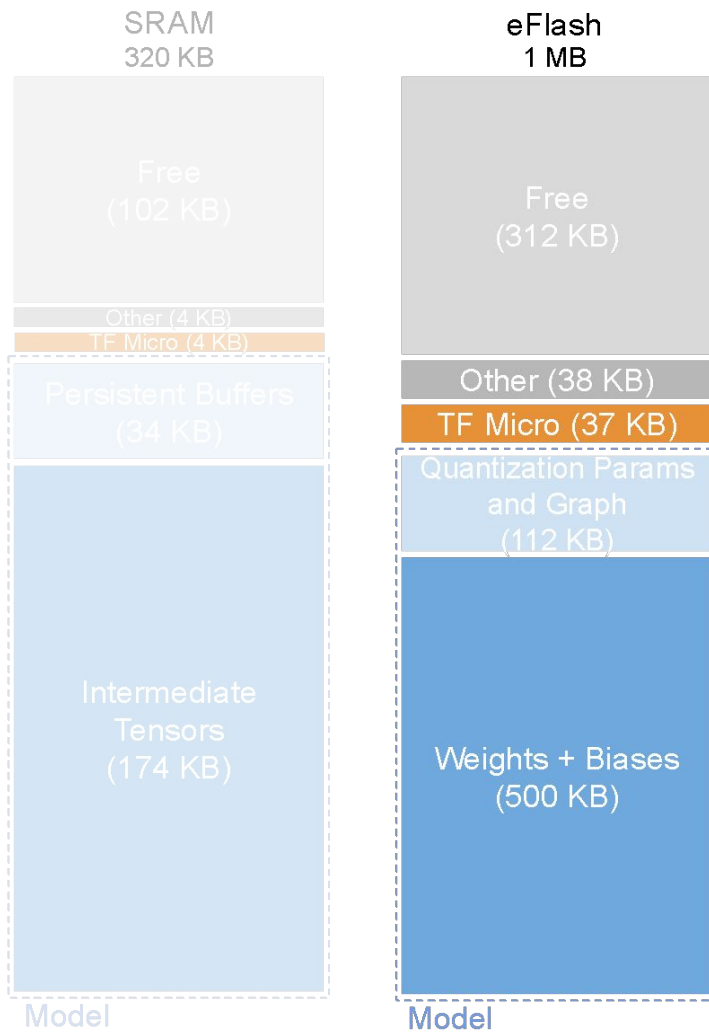 SRAM
320 KB
Free
(102 KB)
Other (4 KB)
TF Micro (4 KB)
Persistent Buffers
(34 KB)
Intermediate
Tensors
(174 KB)
Model
eFlash
1 MB
Free
(312 KB)
Other (38 KB)
TF Micro (37 KB)
Quantization Params
and Graph
(112 KB)
Weights + Biases
(500 KB)
Model